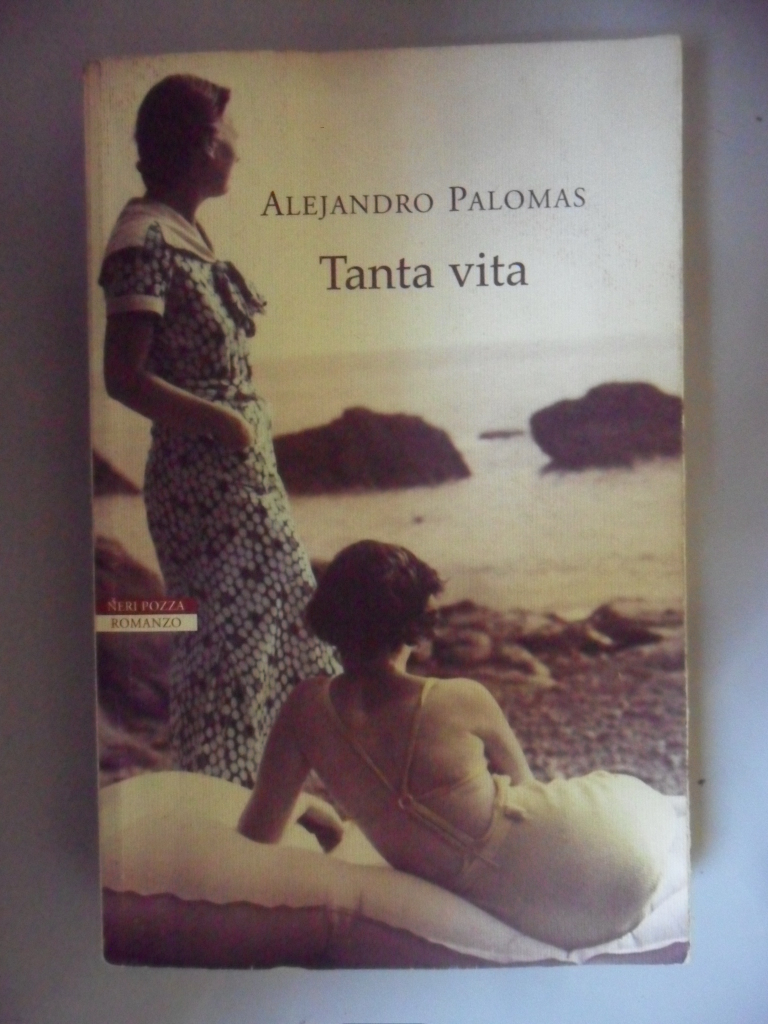 ALEJANDRO PALOMAS
Tanta vita
NERI POZZA
ROMANZO